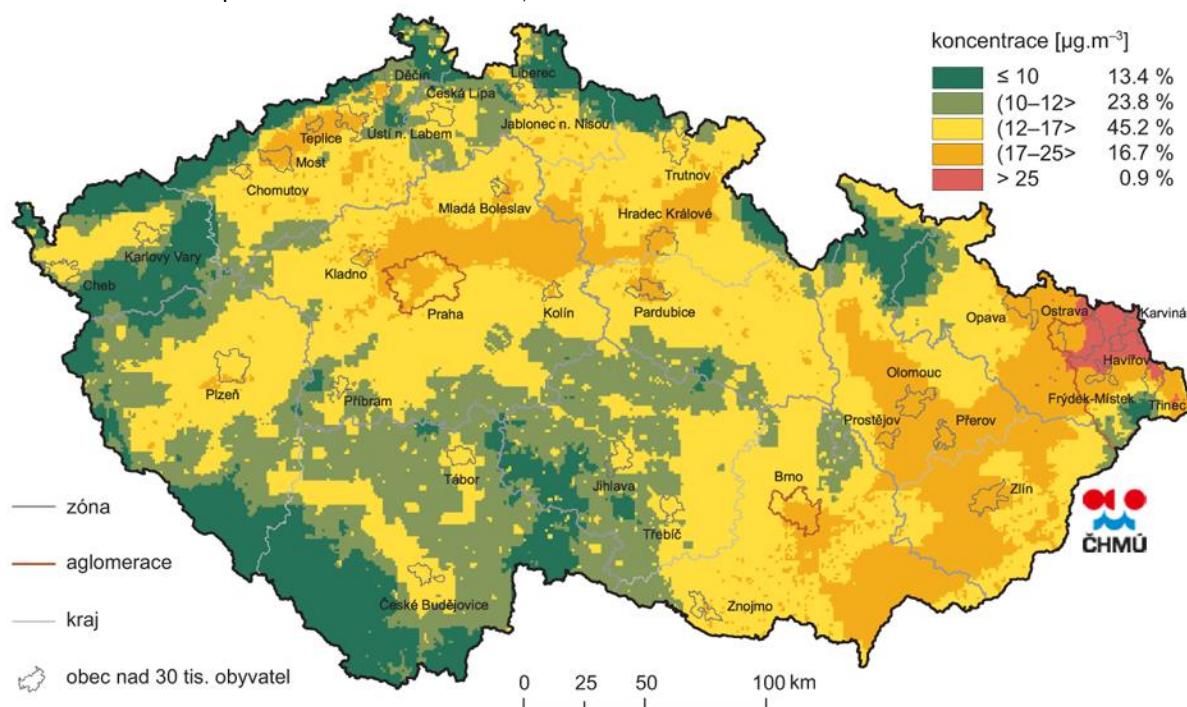 koncentrace [µg.m⁻³]
≤ 10 13.4 %
(10–12> 23.8 %
(12–17> 45.2 %
(17–25> 16.7 %
> 25 0.9 %
Děčín
Liberec
Česká Lípa
Teplice
Ústí n. Labem
Jablonec n. Nisou
Most
Chomutov
Trutnov
Mladá Boleslav
Hradec Králové
Karlovy Vary
Cheb
Kladno
Praha
Kolín
Pardubice
Opava
Ostrava
Karviná
Havířov
Frýdek-Místek
Třinec
Plzeň
Příbram
Olomouc
Prostějov
Přerov
Tábor
Jihlava
Brno
Zlín
Třebíč
České Budějovice
Znojmo
ČHMÚ
zóna
aglomerace
kraj
obec nad 30 tis. obyvatel
0 25 50 100 km